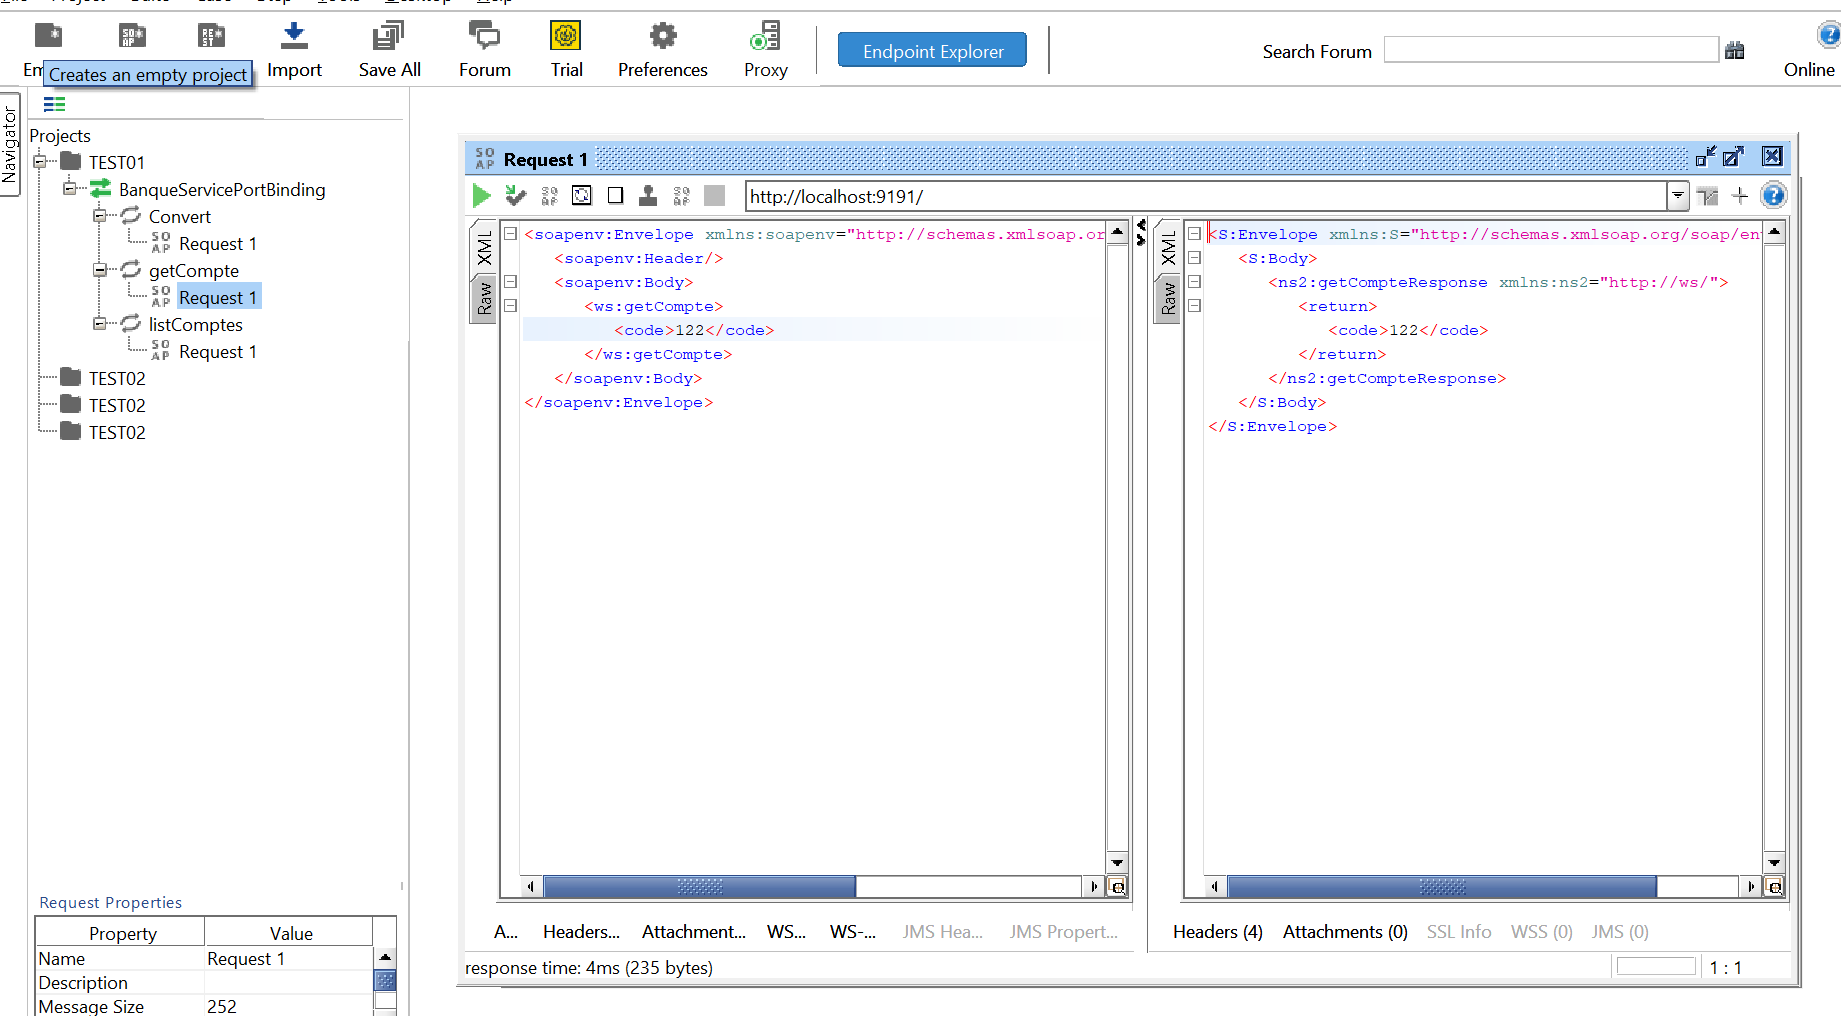 Creates an empty project
Import
Save All
Forum
Trial
Preferences
Proxy
Endpoint Explorer
Search Forum
Online
Navigator
Projects
TEST01
BanqueServicePortBinding
Convert
Request 1
getCompte
Request 1
listComptes
Request 1
TEST02
TEST02
TEST02
Request Properties
Property Value
Name Request 1
Description
Message Size 252
Request 1
http://localhost:9191/
XML
Raw
<soapenv:Envelope xmlns:soapenv="http://schemas.xmlsoap.or
<soapenv:Header/>
<soapenv:Body>
<ws:getCompte>
<code>122</code>
</ws:getCompte>
</soapenv:Body>
</soapenv:Envelope>
A... Headers... Attachment... WS... WS-... JMS Hea... JMS Propert...
XML
Raw
<S:Envelope xmlns:S="http://schemas.xmlsoap.org/soap/en
<S:Body>
<ns2:getCompteResponse xmlns:ns2="http://ws/">
<return>
<code>122</code>
</return>
</ns2:getCompteResponse>
</S:Body>
</S:Envelope>
Headers (4) Attachments (0) SSL Info WSS (0) JMS (0)
response time: 4ms (235 bytes)
1 : 1